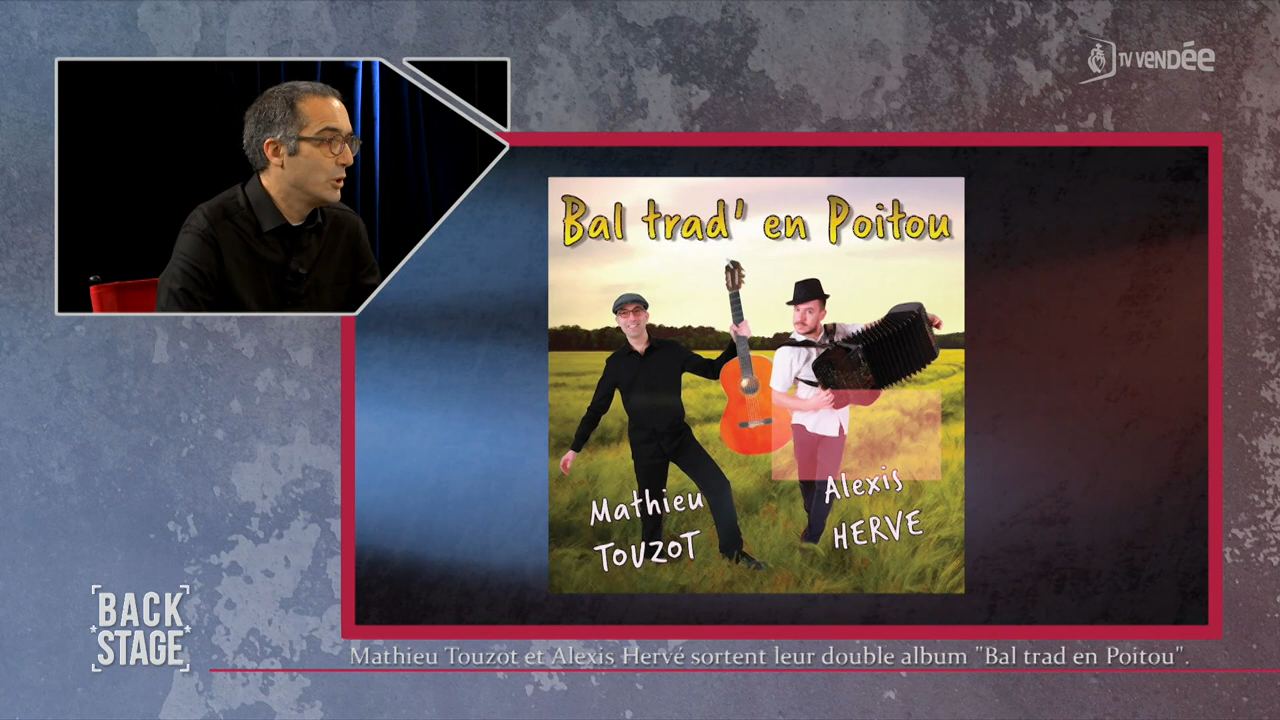 TV VENDÉE
Bal trad' en Poitou
Mathieu
TOUZOT
Alexis
HERVE
BACK
STAGE
Mathieu Touzot et Alexis Hervé sortent leur double album "Bal trad en Poitou".